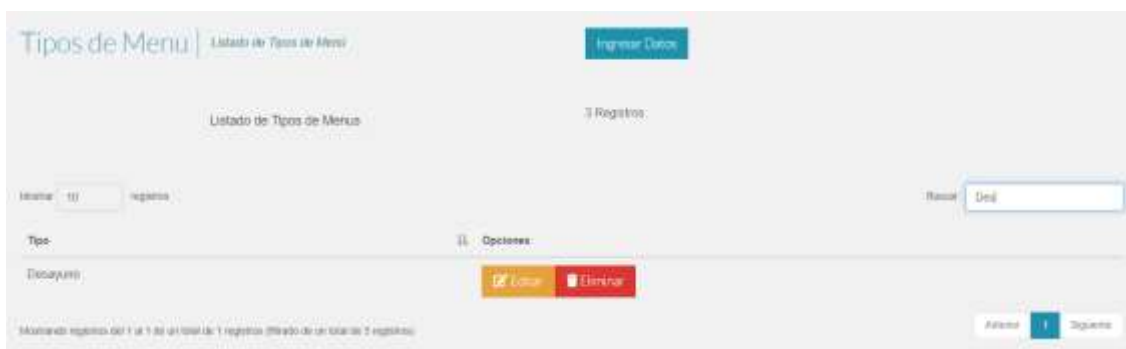 Tipos de Menu | Listado de Tipos de Menú
Ingresar Datos
Listado de Tipos de Menus
3 Registros
Mostrar 10 registros
Buscar Des
Tipo Opciones
Desayuno Editar Eliminar
Mostrando registros del 1 al 1 de un total de 1 registros (filtrado de un total de 3 registros)
Anterior 1 Siguiente